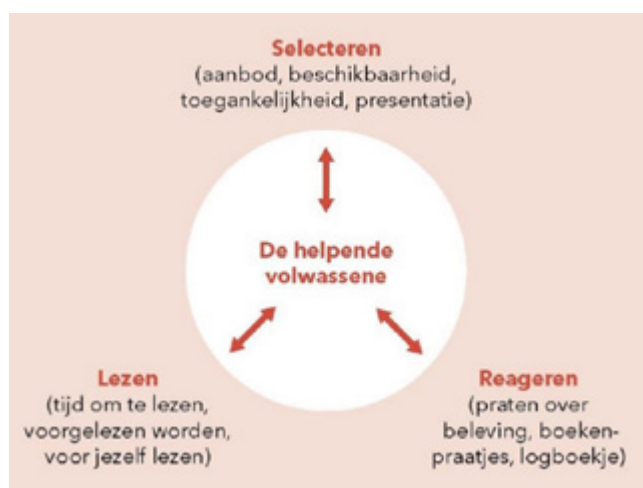 Selecteren
(aanbod, beschikbaarheid,
toegankelijkheid, presentatie)
De helpende
volwassene
Lezen
(tijd om te lezen,
voorgelezen worden,
voor jezelf lezen)
Reageren
(praten over
beleving, boeken-
praatjes, logboekje)